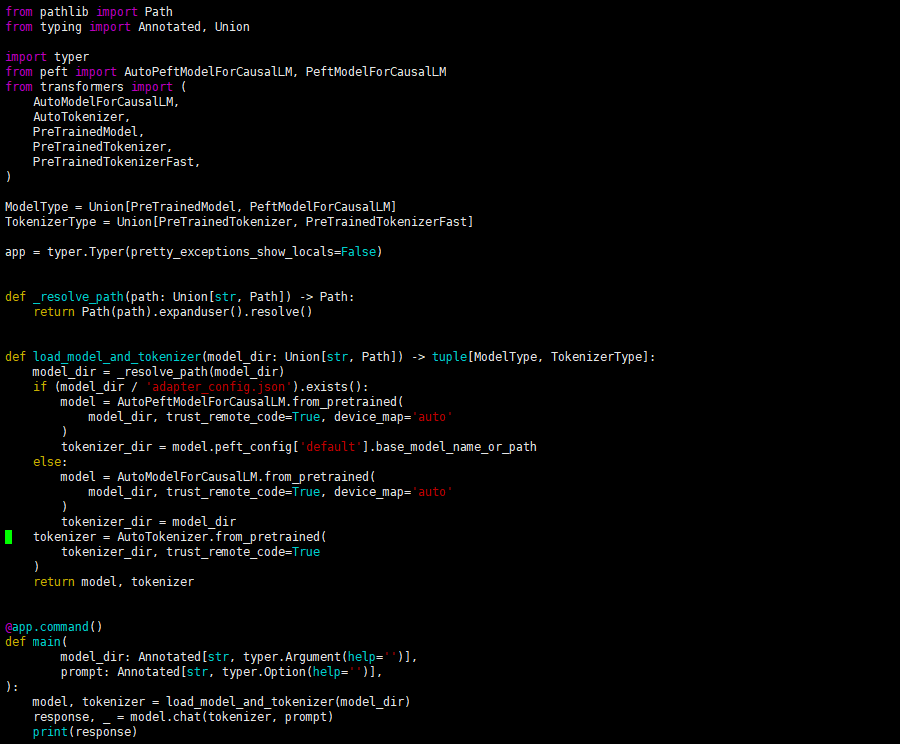 from pathlib import Path
from typing import Annotated, Union

import typer
from peft import AutoPeftModelForCausalLM, PeftModelForCausalLM
from transformers import (
    AutoModelForCausalLM,
    AutoTokenizer,
    PreTrainedModel,
    PreTrainedTokenizer,
    PreTrainedTokenizerFast,
)

ModelType = Union[PreTrainedModel, PeftModelForCausalLM]
TokenizerType = Union[PreTrainedTokenizer, PreTrainedTokenizerFast]

app = typer.Typer(pretty_exceptions_show_locals=False)


def _resolve_path(path: Union[str, Path]) -> Path:
    return Path(path).expanduser().resolve()


def load_model_and_tokenizer(model_dir: Union[str, Path]) -> tuple[ModelType, TokenizerType]:
    model_dir = _resolve_path(model_dir)
    if (model_dir / 'adapter_config.json').exists():
        model = AutoPeftModelForCausalLM.from_pretrained(
            model_dir, trust_remote_code=True, device_map='auto'
        )
        tokenizer_dir = model.peft_config['default'].base_model_name_or_path
    else:
        model = AutoModelForCausalLM.from_pretrained(
            model_dir, trust_remote_code=True, device_map='auto'
        )
        tokenizer_dir = model_dir
    tokenizer = AutoTokenizer.from_pretrained(
        tokenizer_dir, trust_remote_code=True
    )
    return model, tokenizer


@app.command()
def main(
        model_dir: Annotated[str, typer.Argument(help='')],
        prompt: Annotated[str, typer.Option(help='')],
):
    model, tokenizer = load_model_and_tokenizer(model_dir)
    response, _ = model.chat(tokenizer, prompt)
    print(response)